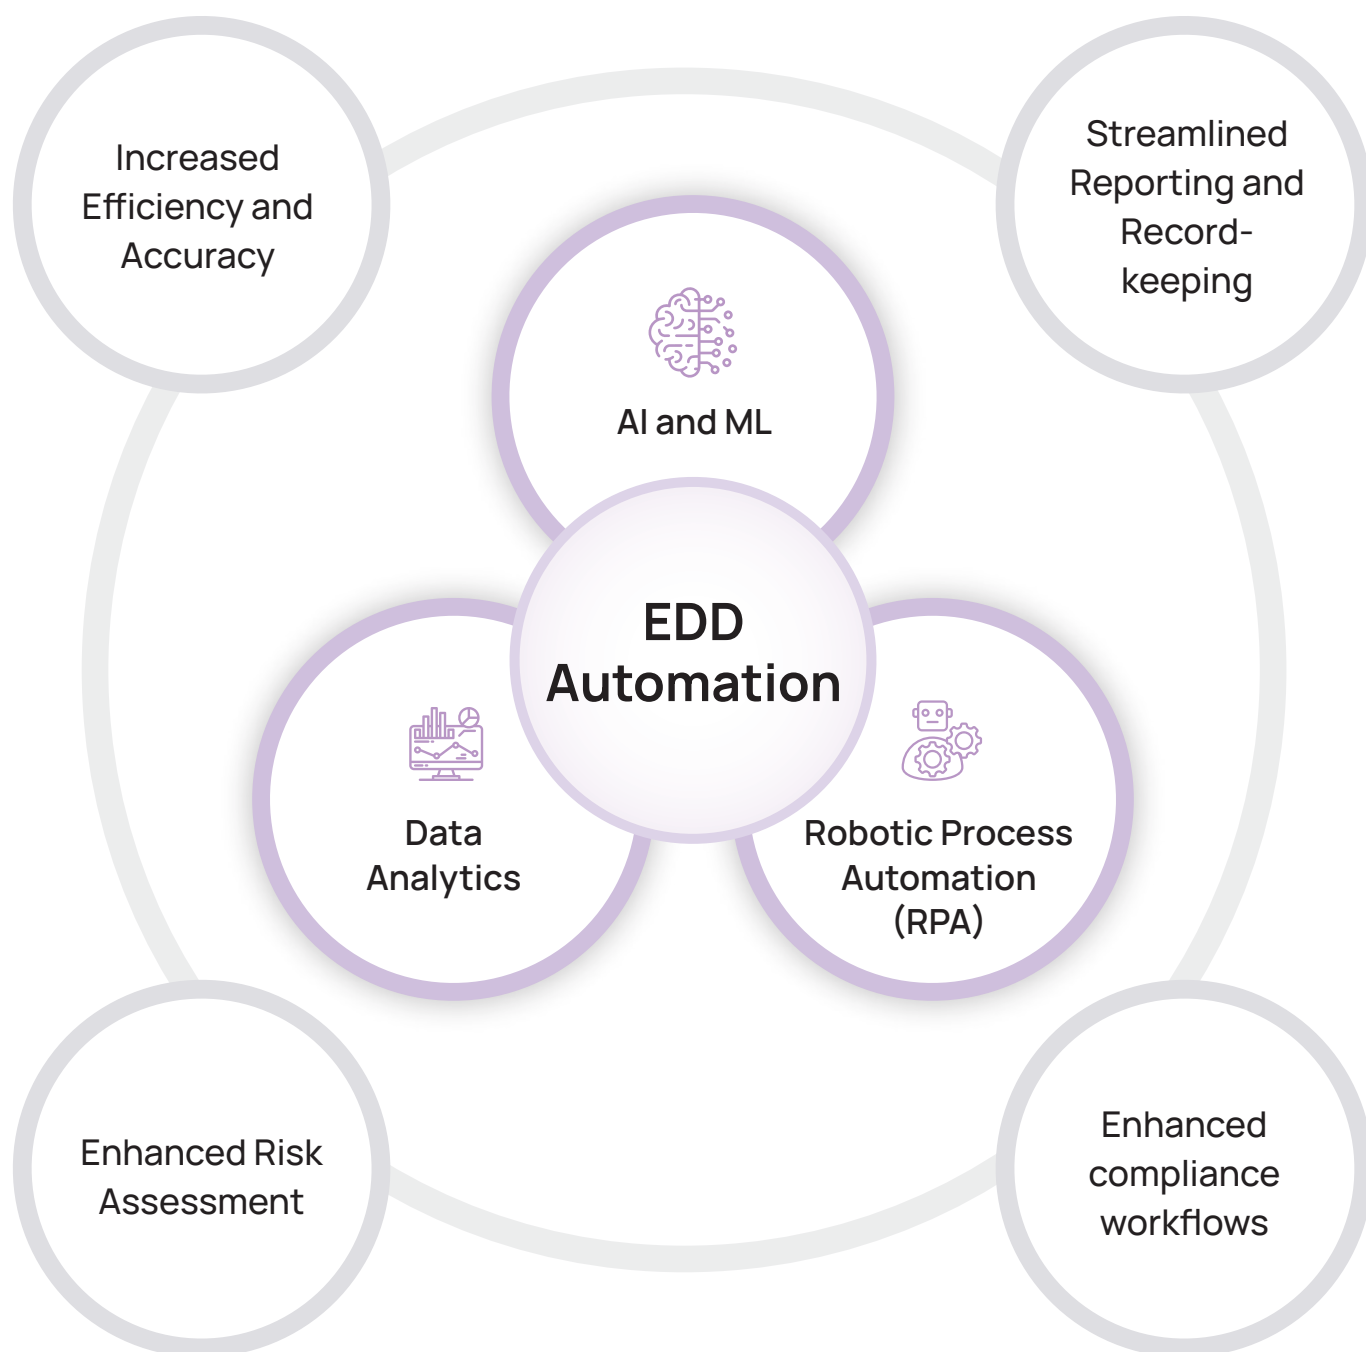 Increased
Efficiency and
Accuracy
Streamlined
Reporting and
Record-
keeping
AI and ML
EDD
Automation
Data
Analytics
Robotic Process
Automation
(RPA)
Enhanced Risk
Assessment
Enhanced
compliance
workflows